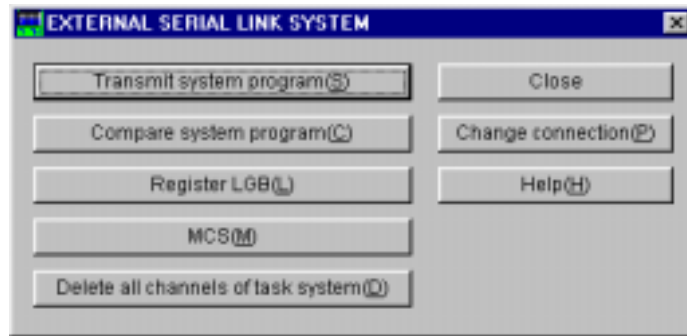 EXTERNAL SERIAL LINK SYSTEM
Transmit system program(S)
Close
Compare system program(C)
Change connection(P)
Register LGB(L)
Help(H)
MCS(M)
Delete all channels of task system(D)